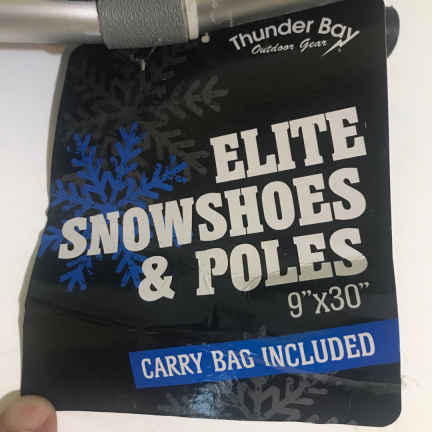 Thunder Bay
Outdoor Gear
ELITE
SNOWSHOES
& POLES
9"x30"
CARRY BAG INCLUDED